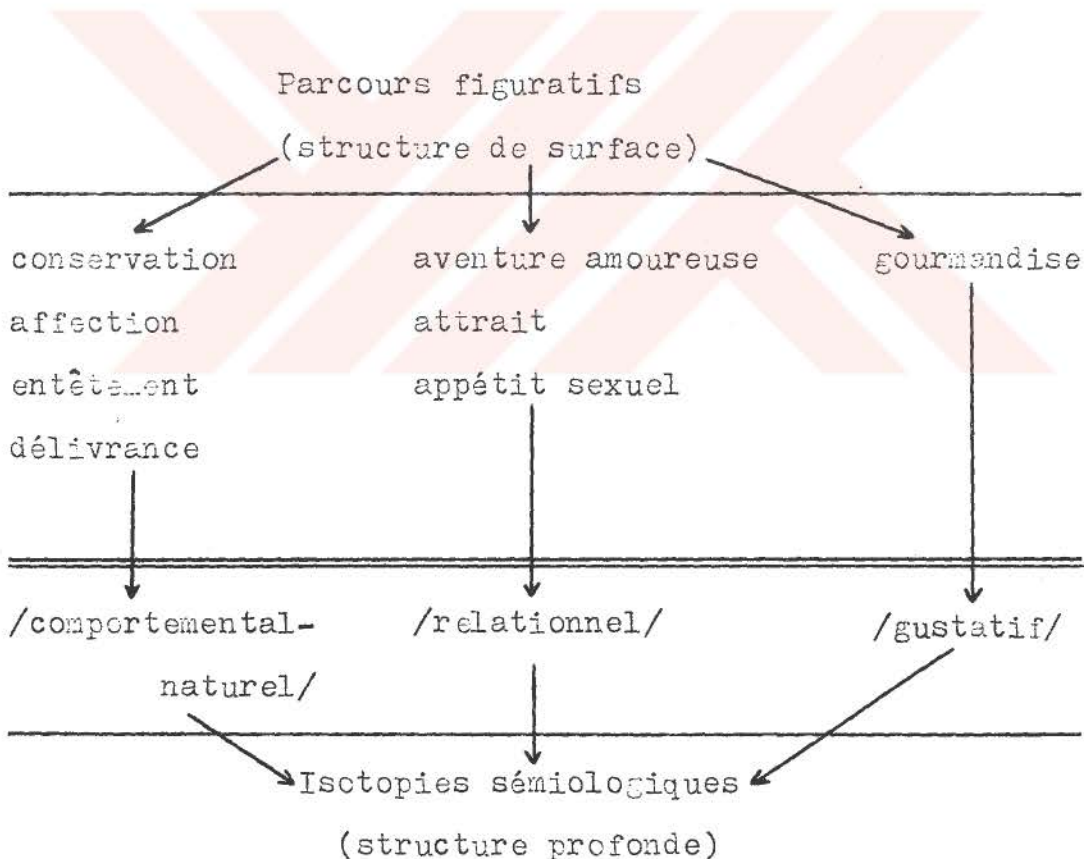 Parcours figuratifs
(structure de surface)
conservation aventure amoureuse gourmandise
affection attrait
entêtement appétit sexuel
délivrance
/comportemental- /relationnel/ /gustatif/
naturel/
Isotopies sémiologiques
(structure profonde)